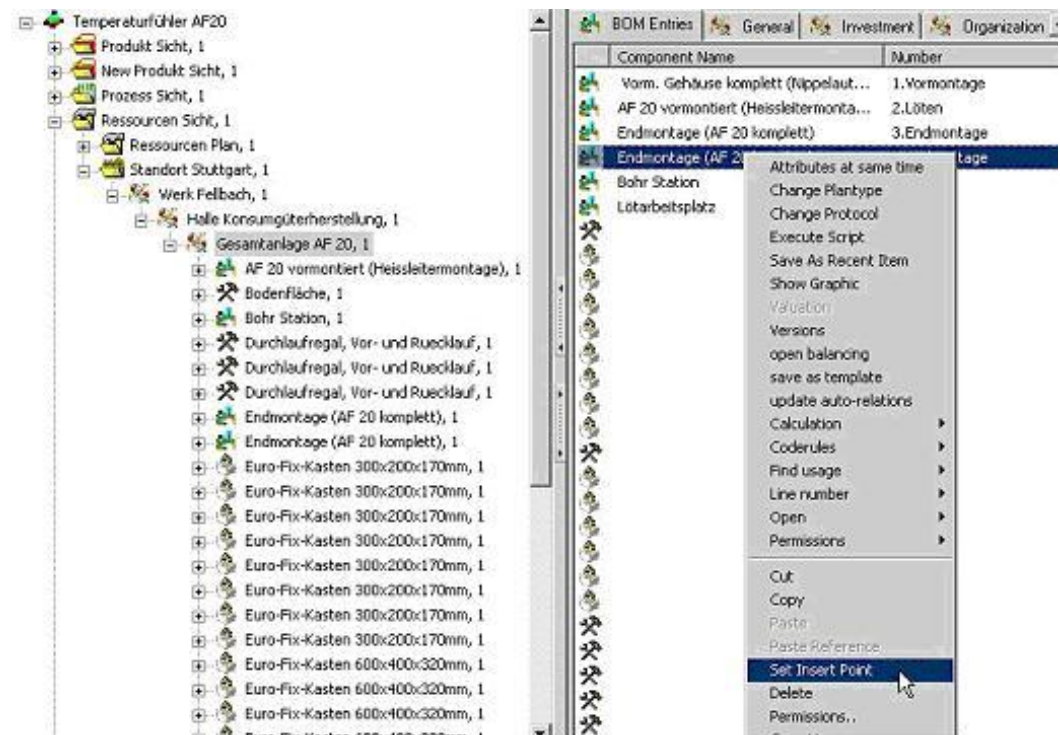 Temperaturfühler AF20
Produkt Sicht, 1
New Produkt Sicht, 1
Prozess Sicht, 1
Ressourcen Sicht, 1
Ressourcen Plan, 1
Standort Stuttgart, 1
Werk Fellbach, 1
Halle Konsumgüterherstellung, 1
Gesamtanlage AF 20, 1
AF 20 vormontiert (Heissleitermontage), 1
Bodenfläche, 1
Bohr Station, 1
Durchlaufregal, Vor- und Ruecklauf, 1
Durchlaufregal, Vor- und Ruecklauf, 1
Durchlaufregal, Vor- und Ruecklauf, 1
Endmontage (AF 20 komplett), 1
Endmontage (AF 20 komplett), 1
Euro-Fix-Kasten 300x200x170mm, 1
Euro-Fix-Kasten 300x200x170mm, 1
Euro-Fix-Kasten 300x200x170mm, 1
Euro-Fix-Kasten 300x200x170mm, 1
Euro-Fix-Kasten 300x200x170mm, 1
Euro-Fix-Kasten 300x200x170mm, 1
Euro-Fix-Kasten 300x200x170mm, 1
Euro-Fix-Kasten 300x200x170mm, 1
Euro-Fix-Kasten 600x400x320mm, 1
Euro-Fix-Kasten 600x400x320mm, 1
Euro-Fix-Kasten 600x400x320mm, 1
BOM Entries General Investment Organization
Component Name Number
Vorm. Gehäuse komplett (Nippelaut... 1.Vormontage
AF 20 vormontiert (Heissleitermonta... 2.Löten
Endmontage (AF 20 komplett) 3.Endmontage
Endmontage (AF 2 tage
Bohr Station
Lötarbeitsplatz
Attributes at same time
Change Plantype
Change Protocol
Execute Script
Save As Recent Item
Show Graphic
Valuation
Versions
open balancing
save as template
update auto-relations
Calculation
Coderules
Find usage
Line number
Open
Permissions
Cut
Copy
Paste
Paste Reference
Set Insert Point
Delete
Permissions..